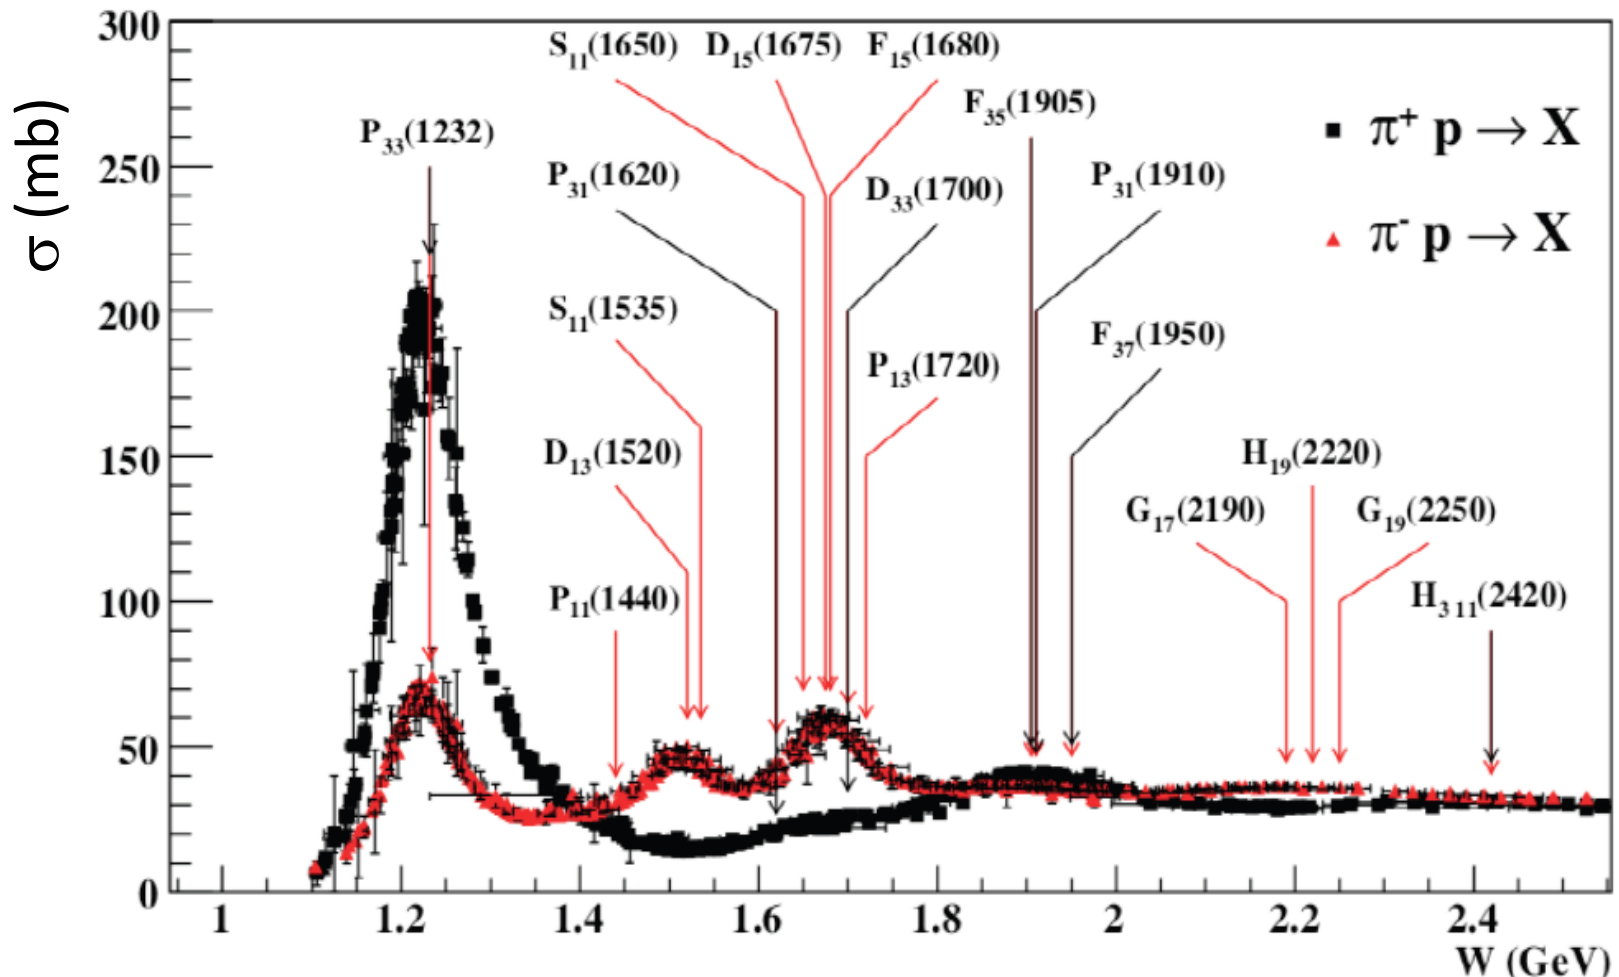 300
250
200
150
100
50
0
σ (mb)
S₁₁(1650) D₁₅(1675) F₁₅(1680)
F₃₅(1905)
P₃₃(1232)
P₃₁(1620)
D₃₃(1700)
P₃₁(1910)
S₁₁(1535)
F₃₇(1950)
P₁₃(1720)
D₁₃(1520)
H₁₉(2220)
G₁₇(2190)
G₁₉(2250)
P₁₁(1440)
H₃ ₁₁(2420)
π⁺ p → X
π⁻ p → X
1 1.2 1.4 1.6 1.8 2 2.2 2.4
W (GeV)